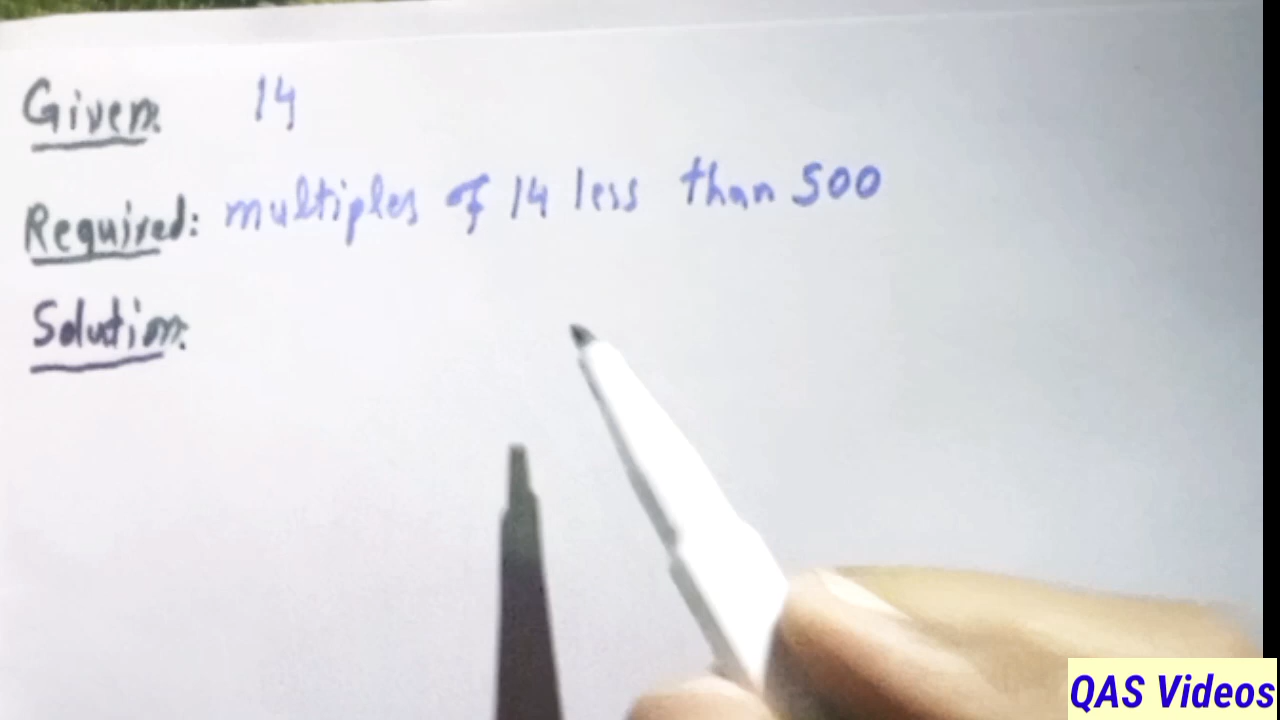 Given: 14
Required: multiples of 14 less than 500
Solution:
QAS Videos